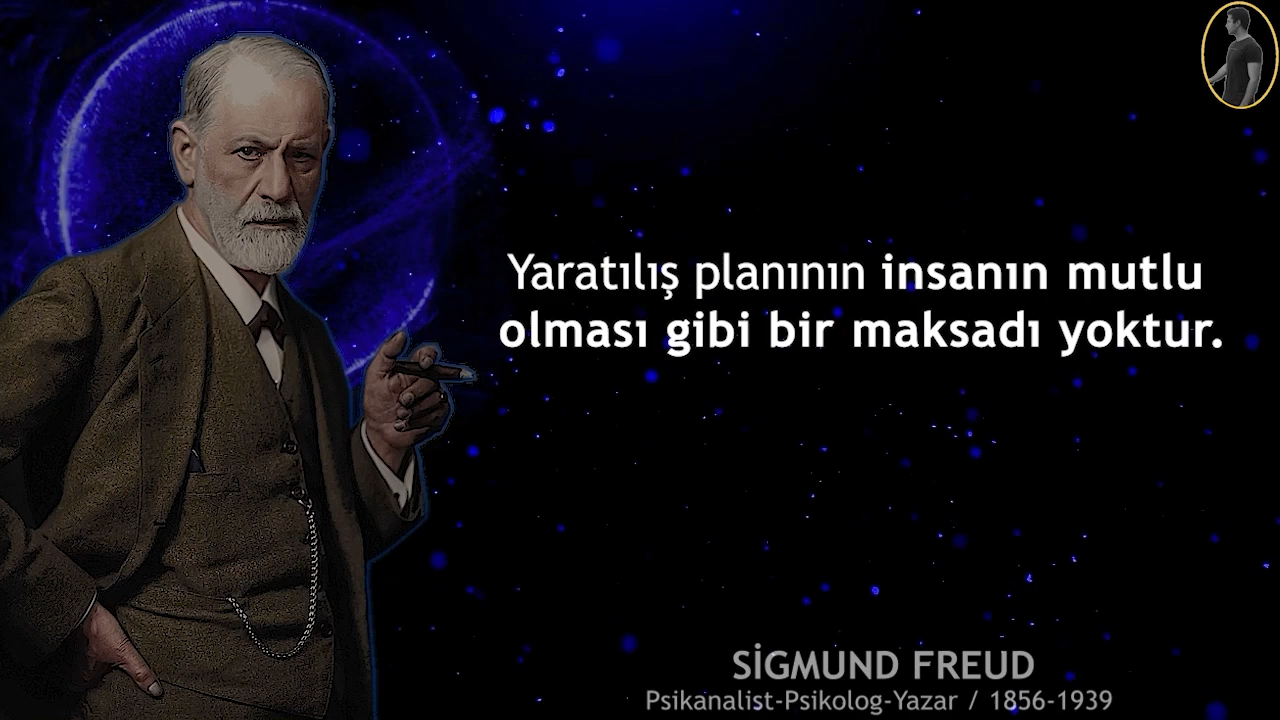 Yaratılış planının insanın mutlu
olması gibi bir maksadı yoktur.
SİGMUND FREUD
Psikanalist-Psikolog-Yazar / 1856-1939